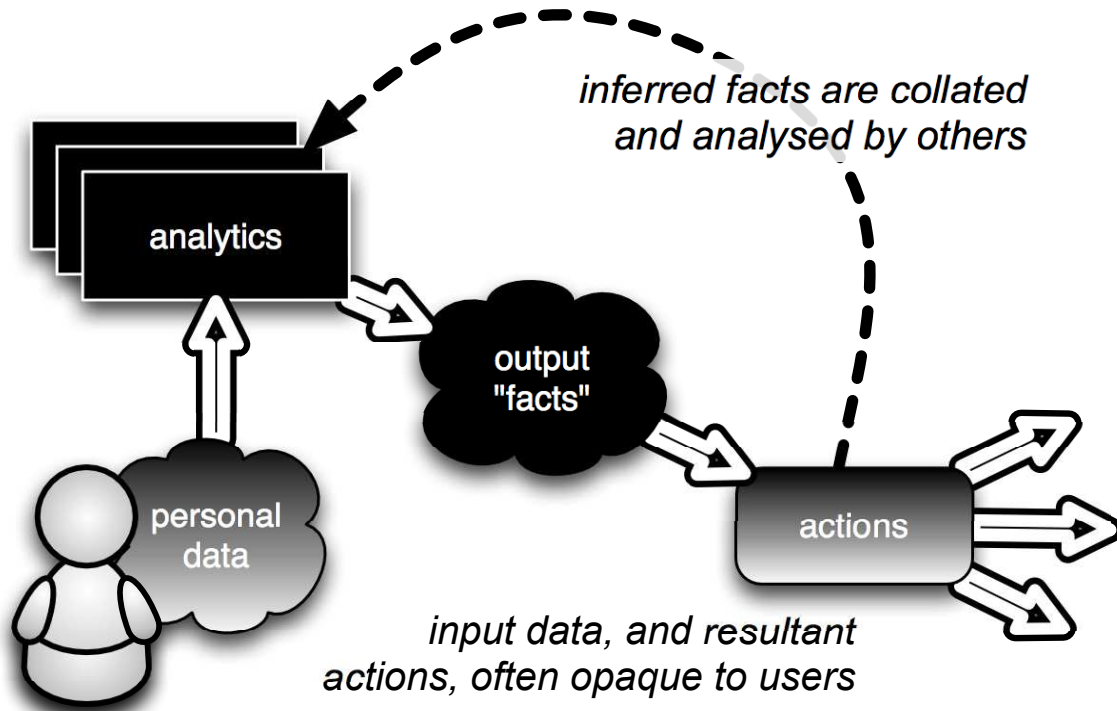 inferred facts are collated
and analysed by others
analytics
output
"facts"
personal
data
actions
input data, and resultant
actions, often opaque to users